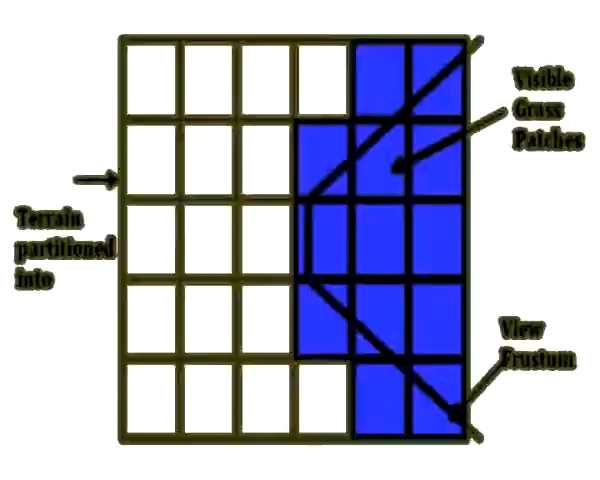 Visible
Grass
Patches
Terrain
partitioned
into
View
Frustum